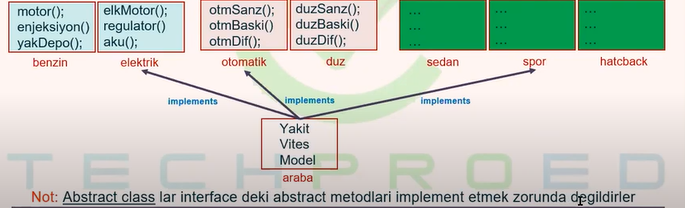 motor();
enjeksiyon()
yakDepo();
elkMotor();
regulator()
aku();
otmSanz();
otmBaski()
otmDif();
duzSanz();
duzBaski()
duzDif();
...
...
...
...
...
...
...
...
...
benzin elektrik otomatik duz sedan spor hatcback
implements implements implements
Yakit
Vites
Model
araba
TECHPROED
Not: Abstract class lar interface deki abstract metodlari implement etmek zorunda degildirler